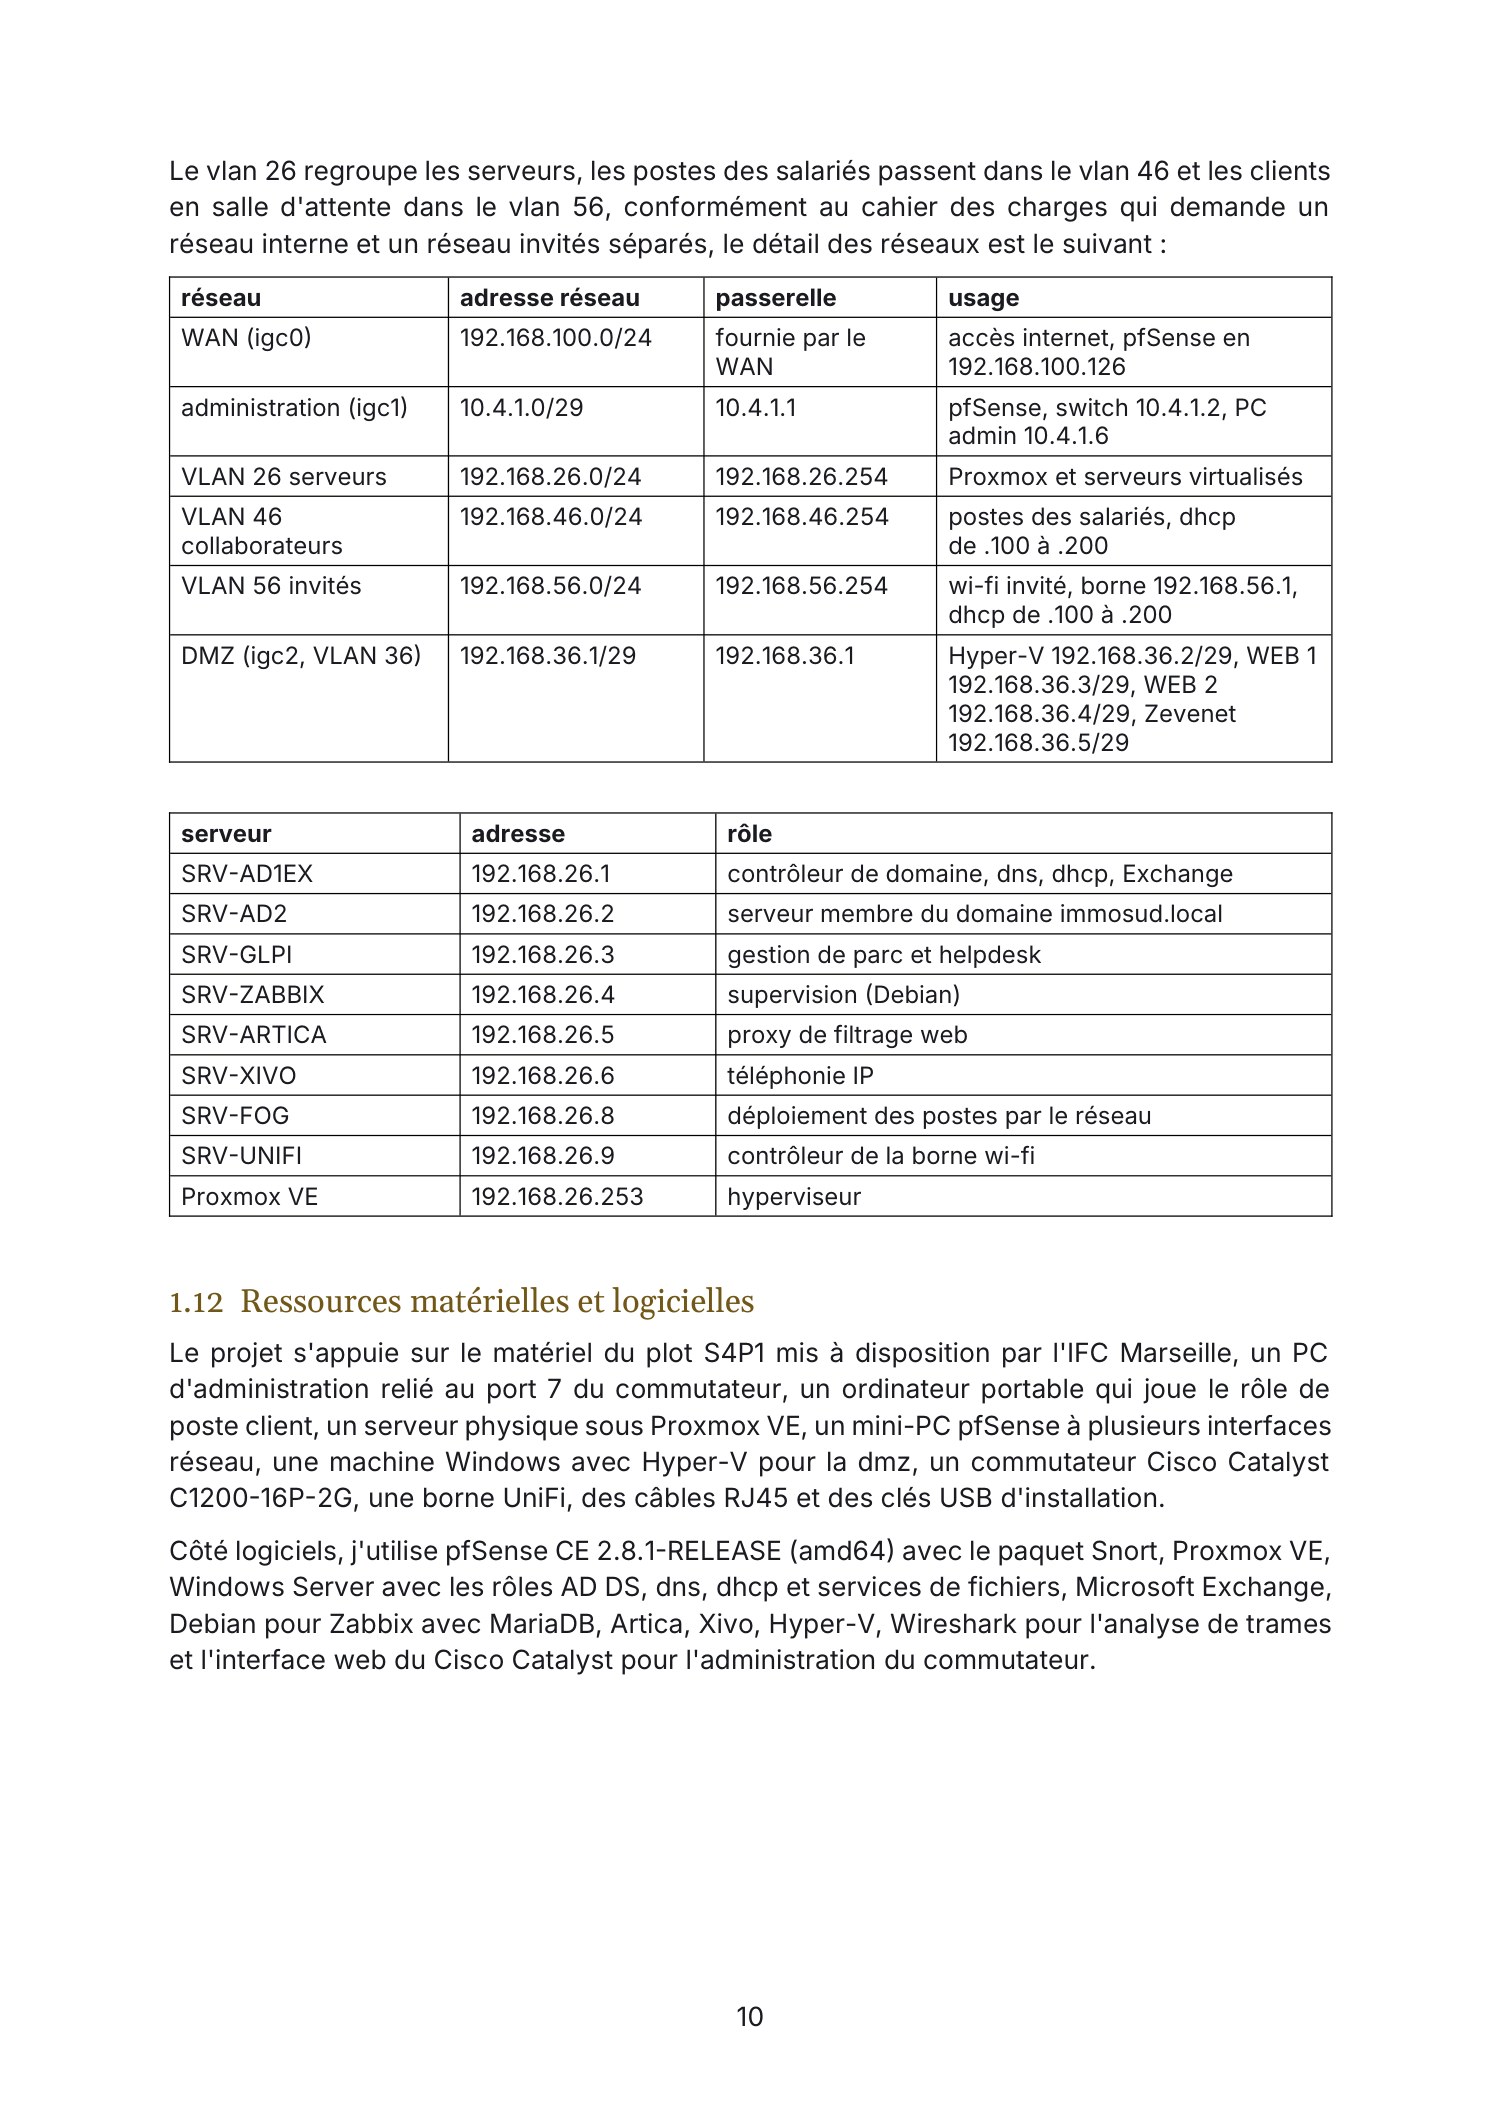 Le vlan 26 regroupe les serveurs, les postes des salariés passent dans le vlan 46 et les clients
en salle d'attente dans le vlan 56, conformément au cahier des charges qui demande un
réseau interne et un réseau invités séparés, le détail des réseaux est le suivant :
réseau adresse réseau passerelle usage
WAN (igc0) 192.168.100.0/24 fournie par le accès internet, pfSense en
WAN 192.168.100.126
administration (igc1) 10.4.1.0/29 10.4.1.1 pfSense, switch 10.4.1.2, PC
admin 10.4.1.6
VLAN 26 serveurs 192.168.26.0/24 192.168.26.254 Proxmox et serveurs virtualisés
VLAN 46 192.168.46.0/24 192.168.46.254 postes des salariés, dhcp
collaborateurs de .100 à .200
VLAN 56 invités 192.168.56.0/24 192.168.56.254 wi-fi invité, borne 192.168.56.1,
dhcp de .100 à .200
DMZ (igc2, VLAN 36) 192.168.36.1/29 192.168.36.1 Hyper-V 192.168.36.2/29, WEB 1
192.168.36.3/29, WEB 2
192.168.36.4/29, Zevenet
192.168.36.5/29
serveur adresse rôle
SRV-AD1EX 192.168.26.1 contrôleur de domaine, dns, dhcp, Exchange
SRV-AD2 192.168.26.2 serveur membre du domaine immosud.local
SRV-GLPI 192.168.26.3 gestion de parc et helpdesk
SRV-ZABBIX 192.168.26.4 supervision (Debian)
SRV-ARTICA 192.168.26.5 proxy de filtrage web
SRV-XIVO 192.168.26.6 téléphonie IP
SRV-FOG 192.168.26.8 déploiement des postes par le réseau
SRV-UNIFI 192.168.26.9 contrôleur de la borne wi-fi
Proxmox VE 192.168.26.253 hyperviseur
1.12 Ressources matérielles et logicielles
Le projet s'appuie sur le matériel du plot S4P1 mis à disposition par l'IFC Marseille, un PC
d'administration relié au port 7 du commutateur, un ordinateur portable qui joue le rôle de
poste client, un serveur physique sous Proxmox VE, un mini-PC pfSense à plusieurs interfaces
réseau, une machine Windows avec Hyper-V pour la dmz, un commutateur Cisco Catalyst
C1200-16P-2G, une borne UniFi, des câbles RJ45 et des clés USB d'installation.
Côté logiciels, j'utilise pfSense CE 2.8.1-RELEASE (amd64) avec le paquet Snort, Proxmox VE,
Windows Server avec les rôles AD DS, dns, dhcp et services de fichiers, Microsoft Exchange,
Debian pour Zabbix avec MariaDB, Artica, Xivo, Hyper-V, Wireshark pour l'analyse de trames
et l'interface web du Cisco Catalyst pour l'administration du commutateur.
10